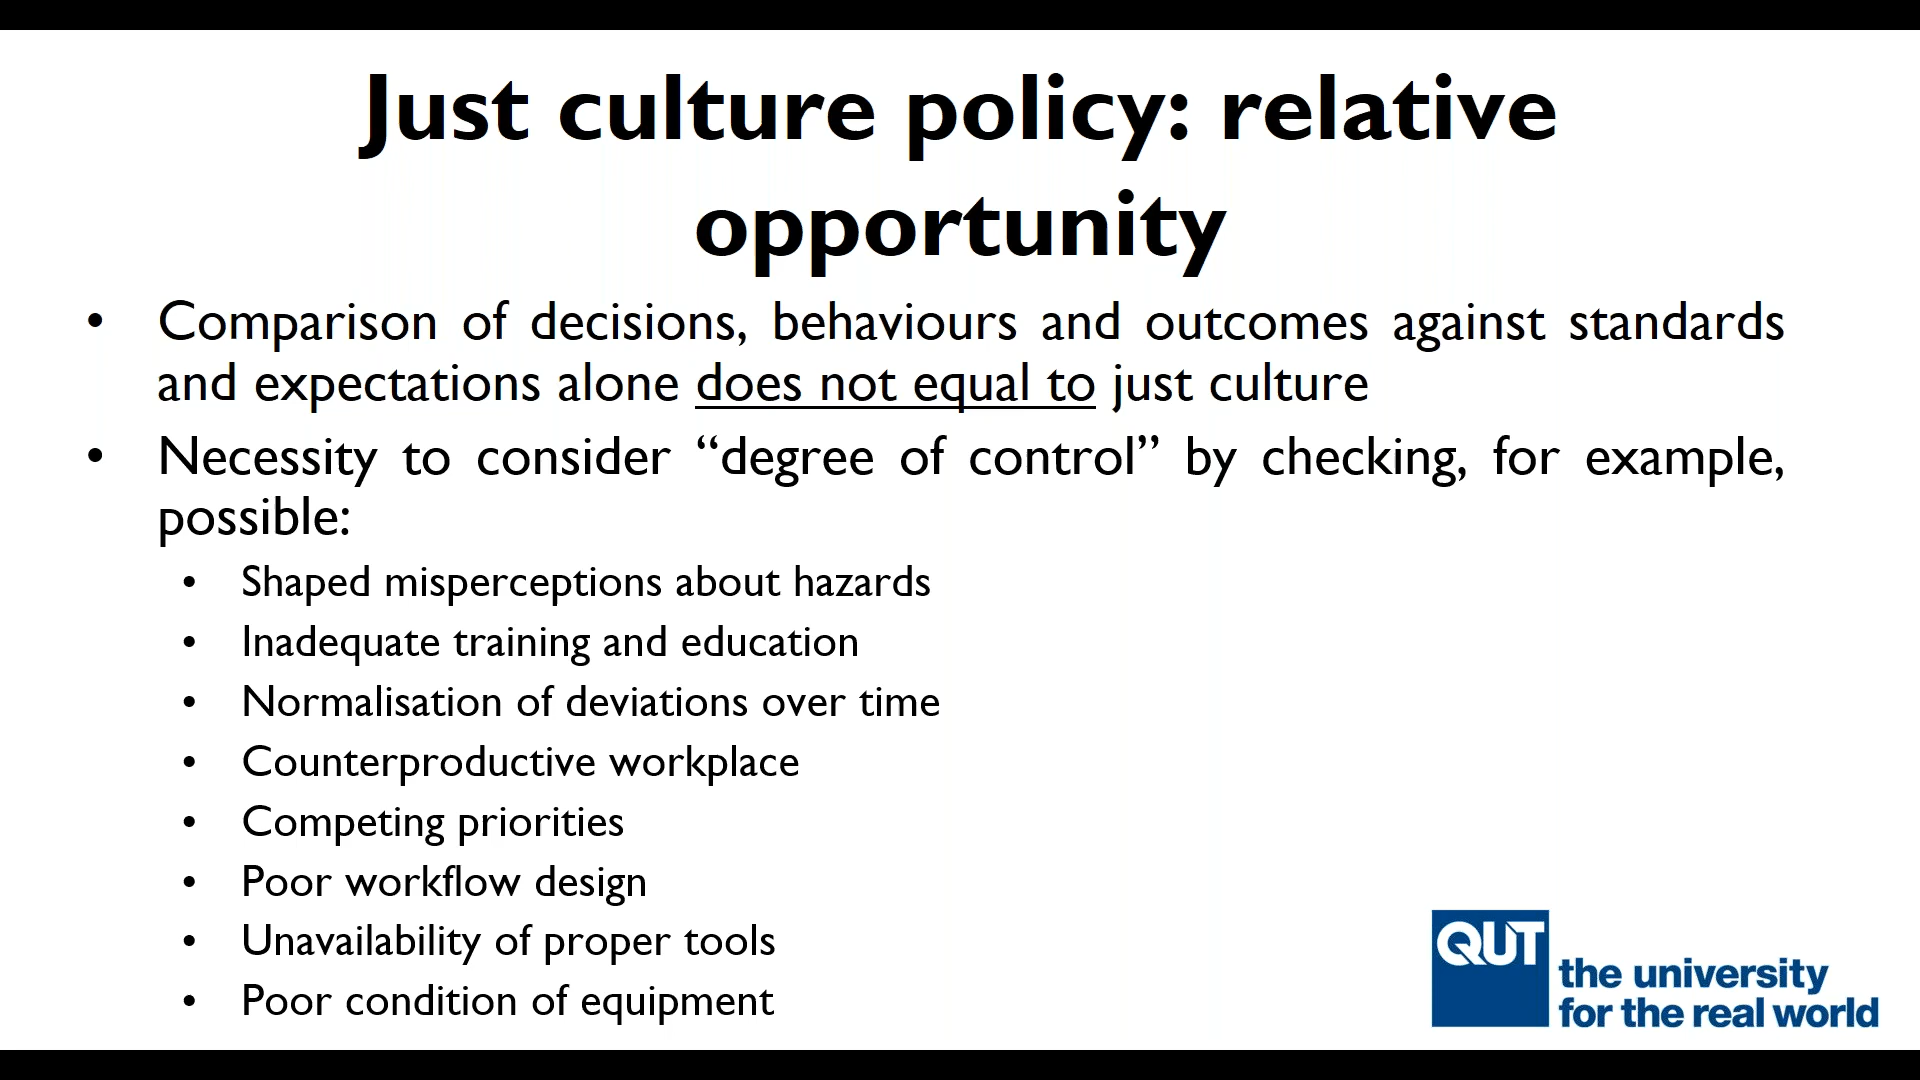 Just culture policy: relative
opportunity
• Comparison of decisions, behaviours and outcomes against standards
and expectations alone does not equal to just culture
• Necessity to consider “degree of control” by checking, for example,
possible:
• Shaped misperceptions about hazards
• Inadequate training and education
• Normalisation of deviations over time
• Counterproductive workplace
• Competing priorities
• Poor workflow design
• Unavailability of proper tools
• Poor condition of equipment
QUT
the university
for the real world